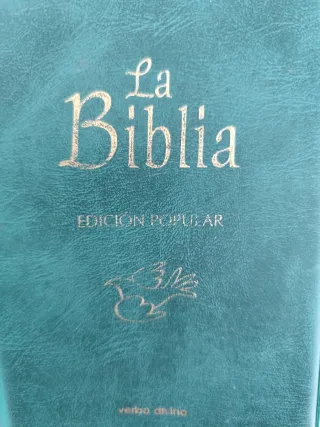 La
Biblia
EDICIÓN POPULAR
verbo divino